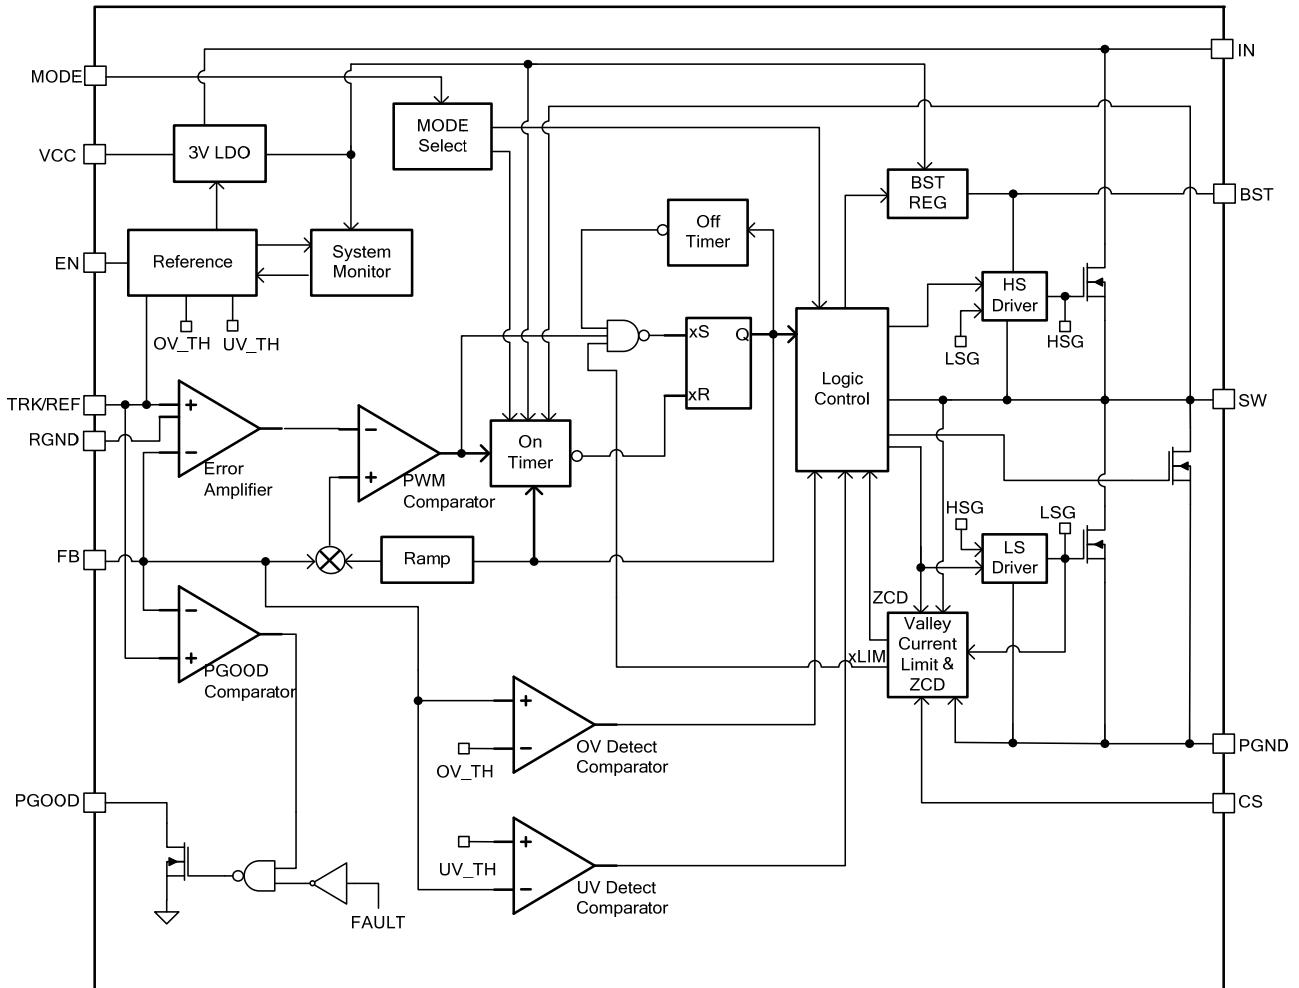 IN
MODE
MODE
Select
VCC
3V LDO
BST
REG
BST
Off
Timer
EN
Reference
System
Monitor
HS
Driver
OV_TH
UV_TH
LSG
HSG
xS
Q
xR
Logic
Control
TRK/REF
+
SW
RGND
−
−
On
Timer
Error
Amplifier
+
PWM
Comparator
HSG
LSG
FB
Ramp
LS
Driver
ZCD
−
Valley
Current
Limit &
ZCD
xLIM
+
PGOOD
Comparator
+
−
OV_TH
OV Detect
Comparator
PGND
PGOOD
CS
+
UV_TH
−
UV Detect
Comparator
FAULT